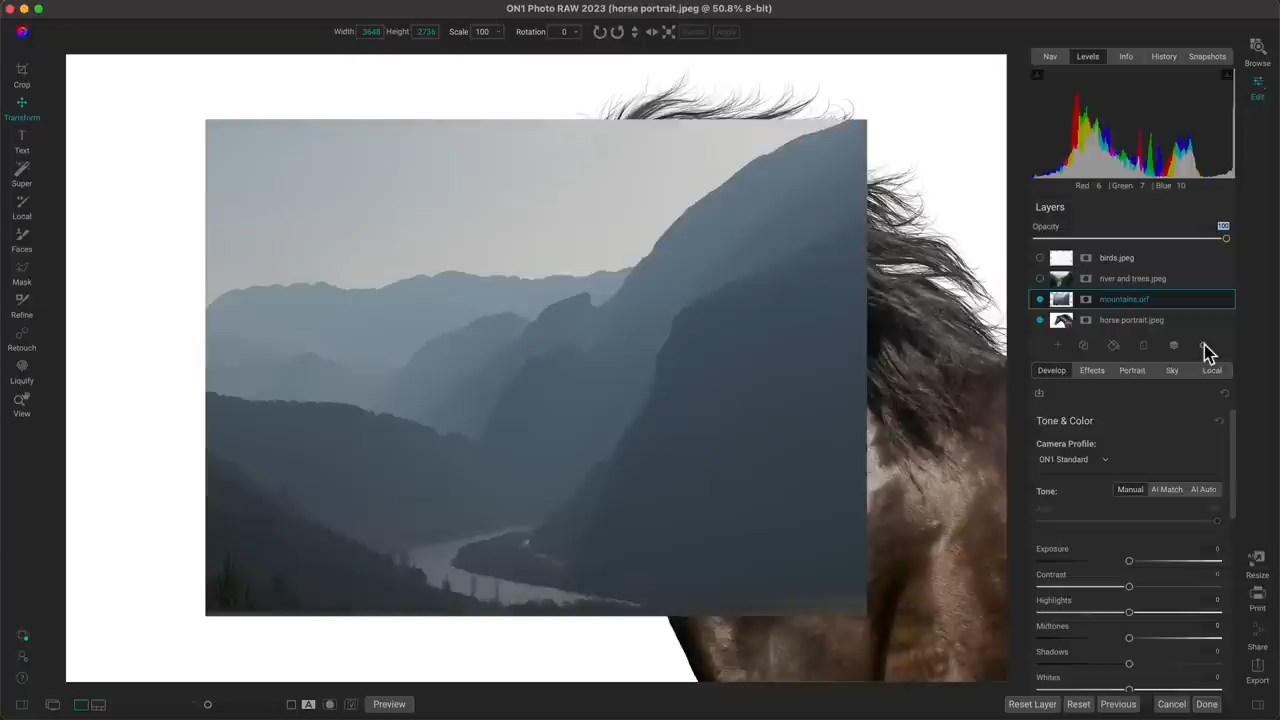 ON1 Photo RAW 2023 (horse portrait.jpeg @ 50.8% 8-bit)
Width 3648 Height 2736 Scale 100 Rotation 0 Apply
Crop
Transform
Text
Super
Local
Faces
Mask
Refine
Retouch
Liquify
View
Nav Levels Info History Snapshots
Red 6 | Green 7 | Blue 10
Layers
Opacity 100
birds.jpeg
river and trees.jpeg
mountains.orf
horse portrait.jpeg
Develop Effects Portrait Sky Local
Tone & Color
Camera Profile:
ON1 Standard
Tone: Manual AI Match AI Auto
Exposure 0
Contrast 0
Highlights 0
Midtones 0
Shadows 0
Whites 0
Browse
Edit
Resize
Print
Share
Export
A Preview
Reset Layer Reset Previous Cancel Done